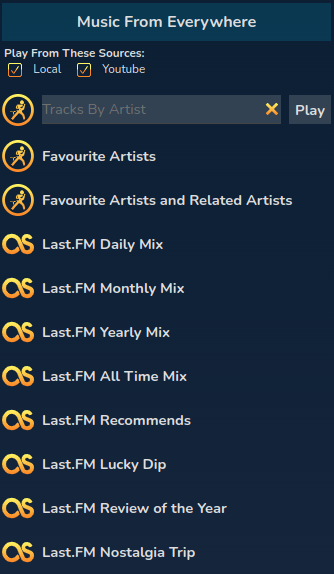 Music From Everywhere
Play From These Sources:
Local Youtube
Tracks By Artist Play
Favourite Artists
Favourite Artists and Related Artists
Last.FM Daily Mix
Last.FM Monthly Mix
Last.FM Yearly Mix
Last.FM All Time Mix
Last.FM Recommends
Last.FM Lucky Dip
Last.FM Review of the Year
Last.FM Nostalgia Trip